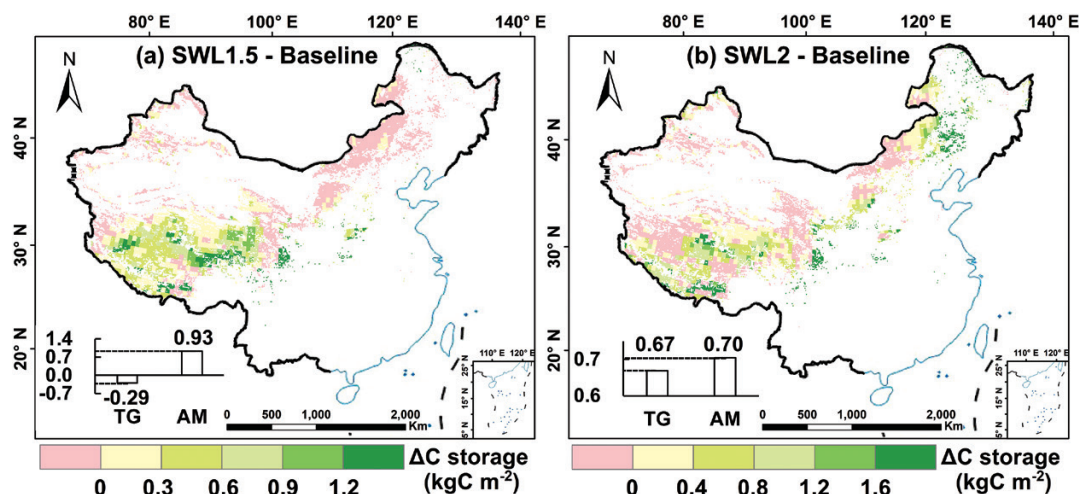 80° E 100° E 120° E 140° E
80° E 100° E 120° E 140° E
N
(a) SWL1.5 - Baseline
N
(b) SWL2 - Baseline
40° N
30° N
20° N
40° N
30° N
20° N
1.4
0.7
0.0
-0.7
0.93
-0.29
TG AM
0 500 1,000 2,000
Km
110° E 120° E
25°N
15°N
5°N
0.7
0.6
0.67 0.70
TG AM
0 500 1,000 2,000
Km
110° E 120° E
25°N
15°N
5°N
0 0.3 0.6 0.9 1.2
ΔC storage
(kgC m⁻²)
0 0.4 0.8 1.2 1.6
ΔC storage
(kgC m⁻²)